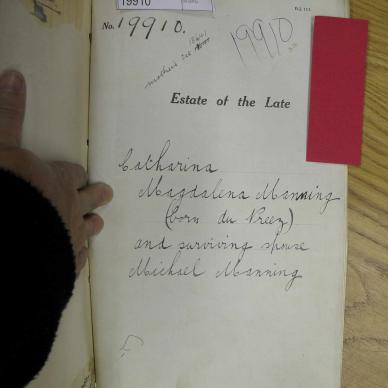 19910
No. 19910.
19910
mother's
Estate of the Late
Catharina
Magdalena Manning
(born du Preez)
and surviving spouse
Michael Manning